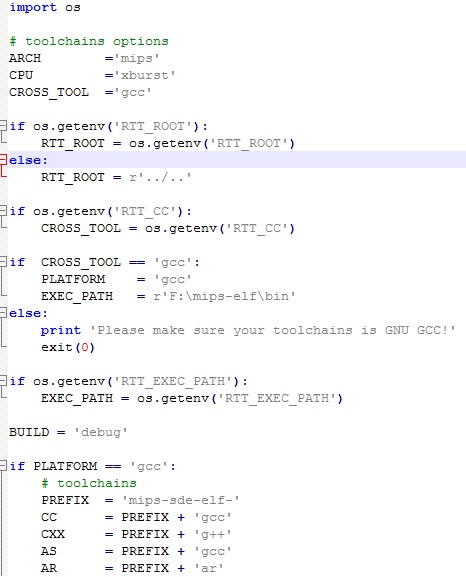 import os
# toolchains options
ARCH        ='mips'
CPU         ='xburst'
CROSS_TOOL  ='gcc'
if os.getenv('RTT_ROOT'):
    RTT_ROOT = os.getenv('RTT_ROOT')
else:
    RTT_ROOT = r'../..'
if os.getenv('RTT_CC'):
    CROSS_TOOL = os.getenv('RTT_CC')
if  CROSS_TOOL == 'gcc':
    PLATFORM    = 'gcc'
    EXEC_PATH   = r'F:\mips-elf\bin'
else:
    print 'Please make sure your toolchains is GNU GCC!'
    exit(0)
if os.getenv('RTT_EXEC_PATH'):
    EXEC_PATH = os.getenv('RTT_EXEC_PATH')
BUILD = 'debug'
if PLATFORM == 'gcc':
    # toolchains
    PREFIX  = 'mips-sde-elf-'
    CC      = PREFIX + 'gcc'
    CXX     = PREFIX + 'g++'
    AS      = PREFIX + 'gcc'
    AR      = PREFIX + 'ar'